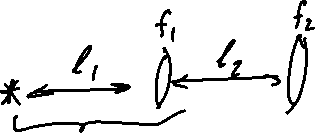 f₁ f₂
* l₁ l₂